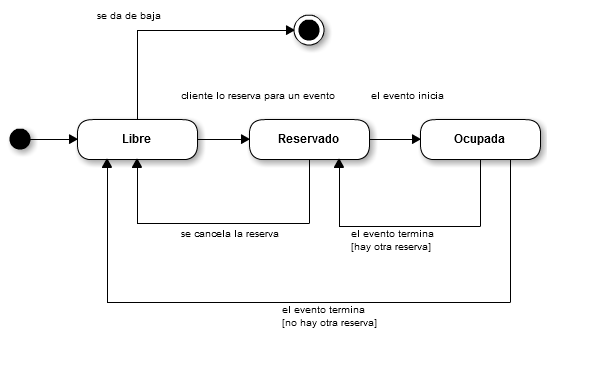 se da de baja
cliente lo reserva para un evento
el evento inicia
Libre
Reservado
Ocupada
se cancela la reserva
el evento termina
[hay otra reserva]
el evento termina
[no hay otra reserva]